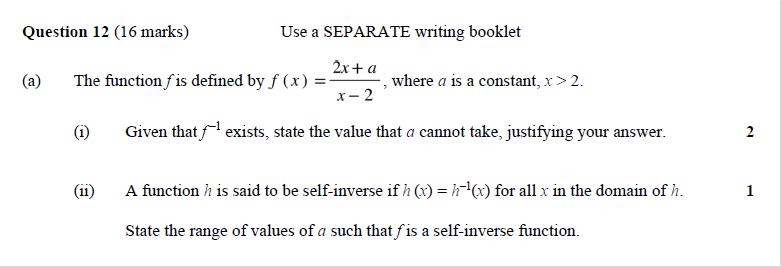 Question 12 (16 marks) Use a SEPARATE writing booklet
(a) The function f is defined by f (x) = (2x + a)/(x − 2), where a is a constant, x > 2.
(i) Given that f⁻¹ exists, state the value that a cannot take, justifying your answer. 2
(ii) A function h is said to be self-inverse if h (x) = h⁻¹(x) for all x in the domain of h. 1
State the range of values of a such that f is a self-inverse function.